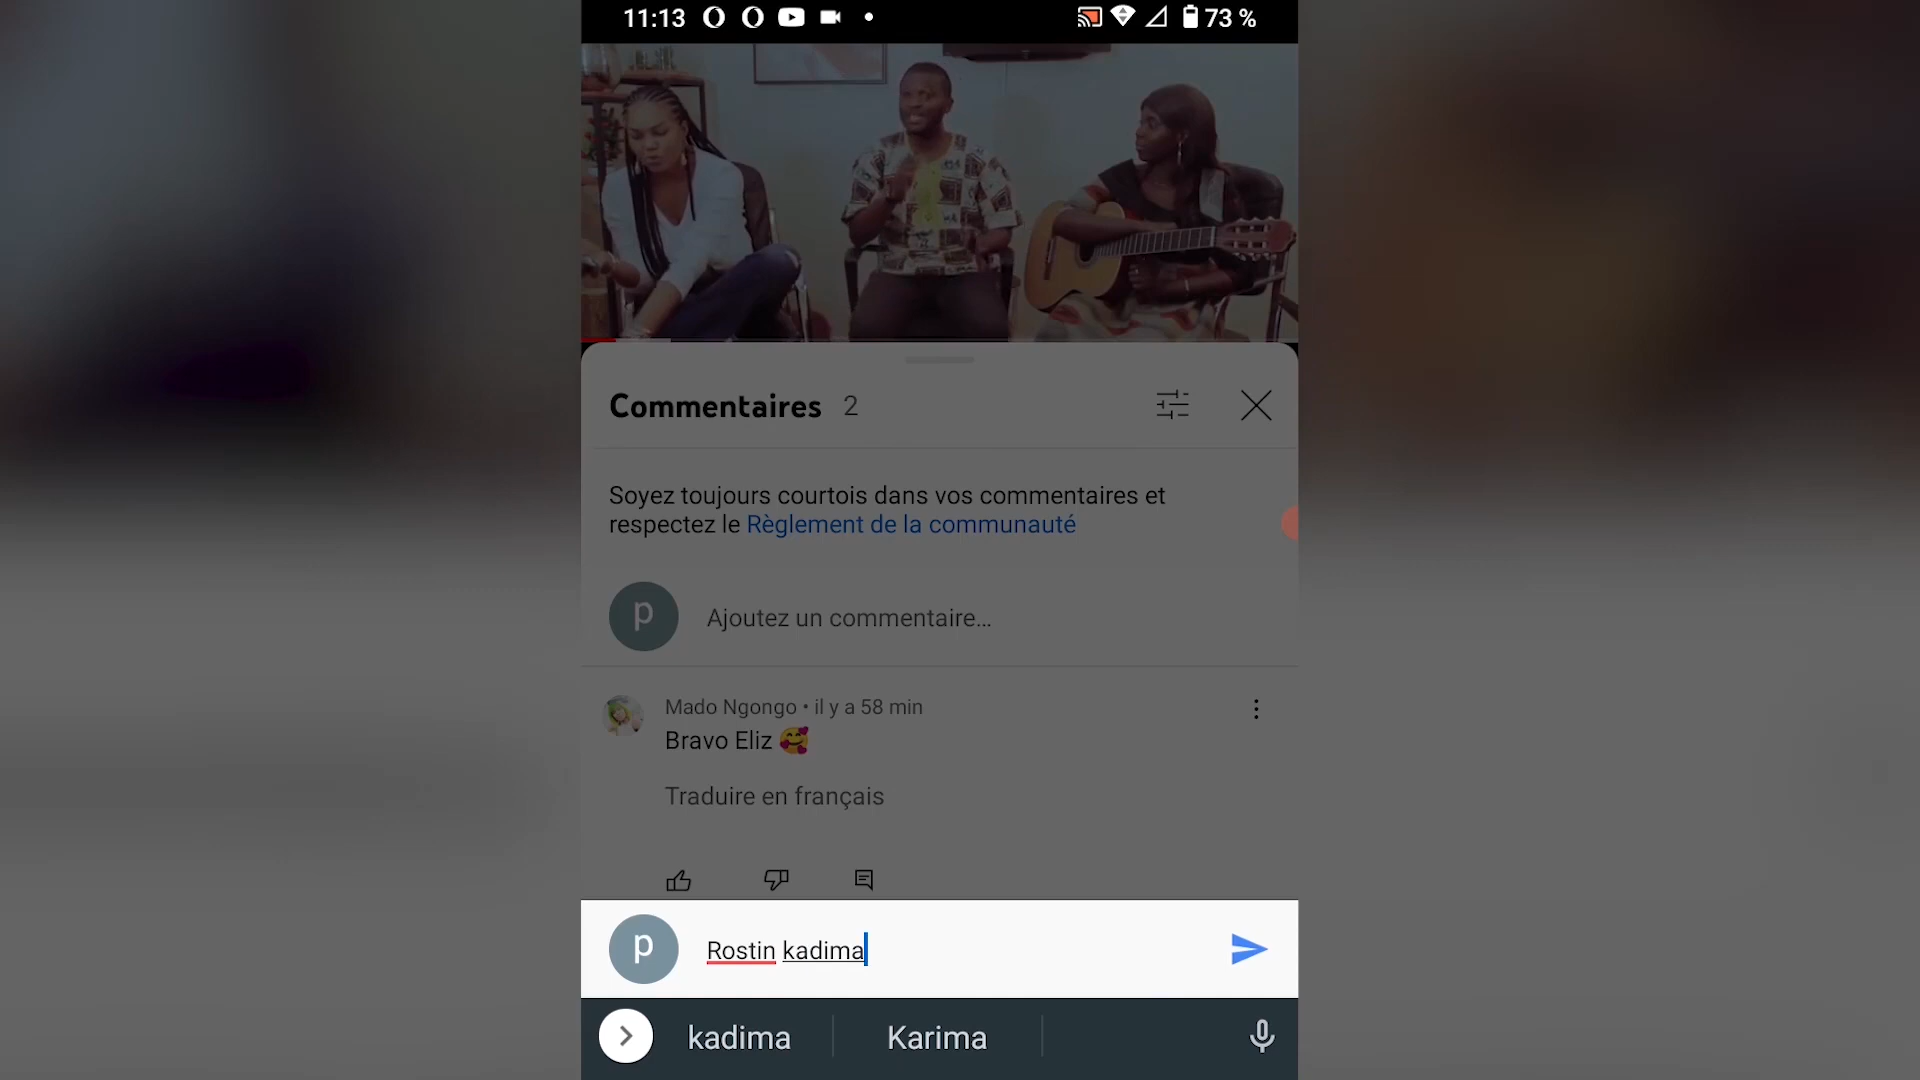 11:13
73 %
Commentaires 2
Soyez toujours courtois dans vos commentaires et
respectez le Règlement de la communauté
p
Ajoutez un commentaire...
Mado Ngongo • il y a 58 min
Bravo Eliz 🥰
Traduire en français
p
Rostin kadima
kadima
Karima